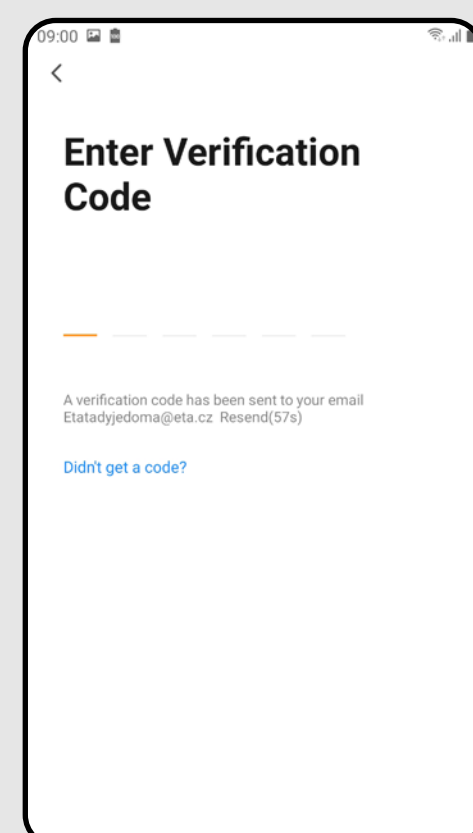 09:00
Enter Verification
Code
A verification code has been sent to your email
Etatadyjedoma@eta.cz Resend(57s)
Didn't get a code?